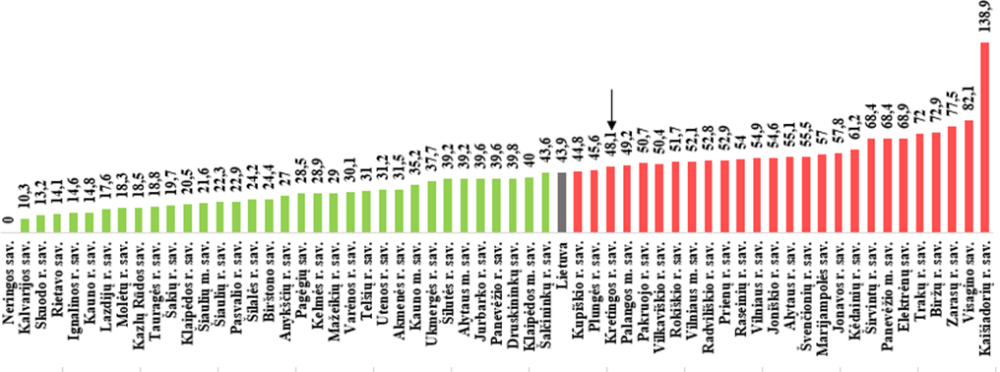 0
10,3
13,2
14,1
14,6
14,8
17,6
18,3
18,5
18,8
19,7
20,5
21,6
22,3
22,9
24,2
24,4
27
28,5
28,9
29
30,1
31
31,2
31,5
35,2
37,7
39,2
39,2
39,6
39,6
39,8
40
43,6
43,9
44,8
45,6
48,1
49,2
50,7
50,4
51,7
52,1
52,8
52,9
54
54,9
54,6
55,1
55,5
57
57,8
61,2
68,4
68,4
68,9
72
72,9
77,5
82,1
138,9
Neringos sav.
Kalvarijos sav.
Skuodo r. sav.
Rietavo sav.
Ignalinos r. sav.
Kauno r. sav.
Lazdijų r. sav.
Molėtų r. sav.
Kazlų Rūdos sav.
Tauragės r. sav.
Šakių r. sav.
Klaipėdos r. sav.
Šiaulių m. sav.
Šiaulių r. sav.
Pasvalio r. sav.
Šilalės r. sav.
Birštono sav.
Anykščių r. sav.
Pagėgių sav.
Kelmės r. sav.
Mažeikių r. sav.
Varėnos r. sav.
Telšių r. sav.
Utenos r. sav.
Akmenės r. sav.
Kauno m. sav.
Ukmergės r. sav.
Šilutės r. sav.
Alytaus m. sav.
Jurbarko r. sav.
Panevėžio r. sav.
Druskininkų sav.
Klaipėdos m. sav.
Šalčininkų r. sav.
Lietuva
Kupiškio r. sav.
Plungės r. sav.
Kretingos r. sav.
Palangos m. sav.
Pakruojo r. sav.
Vilkaviškio r. sav.
Rokiškio r. sav.
Vilniaus m. sav.
Radviliškio r. sav.
Prienų r. sav.
Raseinių r. sav.
Vilniaus r. sav.
Joniškio r. sav.
Alytaus r. sav.
Švenčionių r. sav.
Marijampolės sav.
Jonavos r. sav.
Kėdainių r. sav.
Širvintų r. sav.
Panevėžio m. sav.
Elektrėnų sav.
Trakų r. sav.
Biržų r. sav.
Zarasų r. sav.
Visagino sav.
Kaišiadorių r. sav.